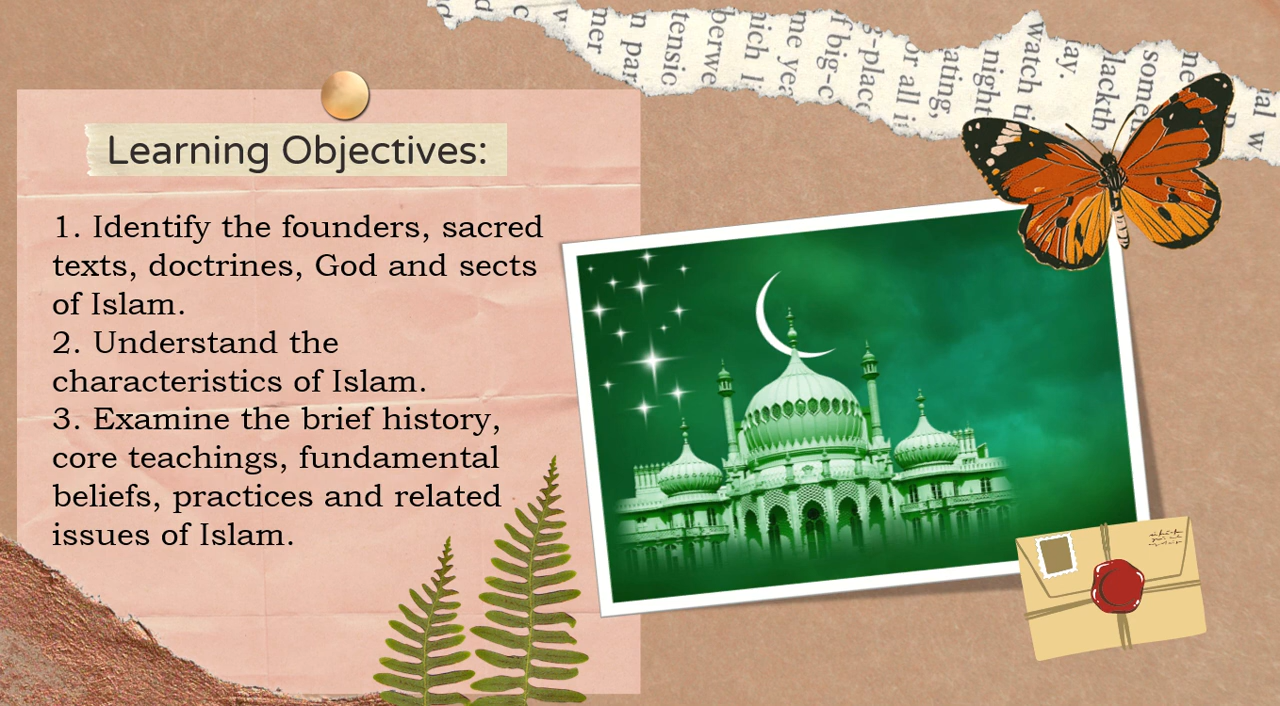 Learning Objectives:
1. Identify the founders, sacred
texts, doctrines, God and sects
of Islam.
2. Understand the
characteristics of Islam.
3. Examine the brief history,
core teachings, fundamental
beliefs, practices and related
issues of Islam.